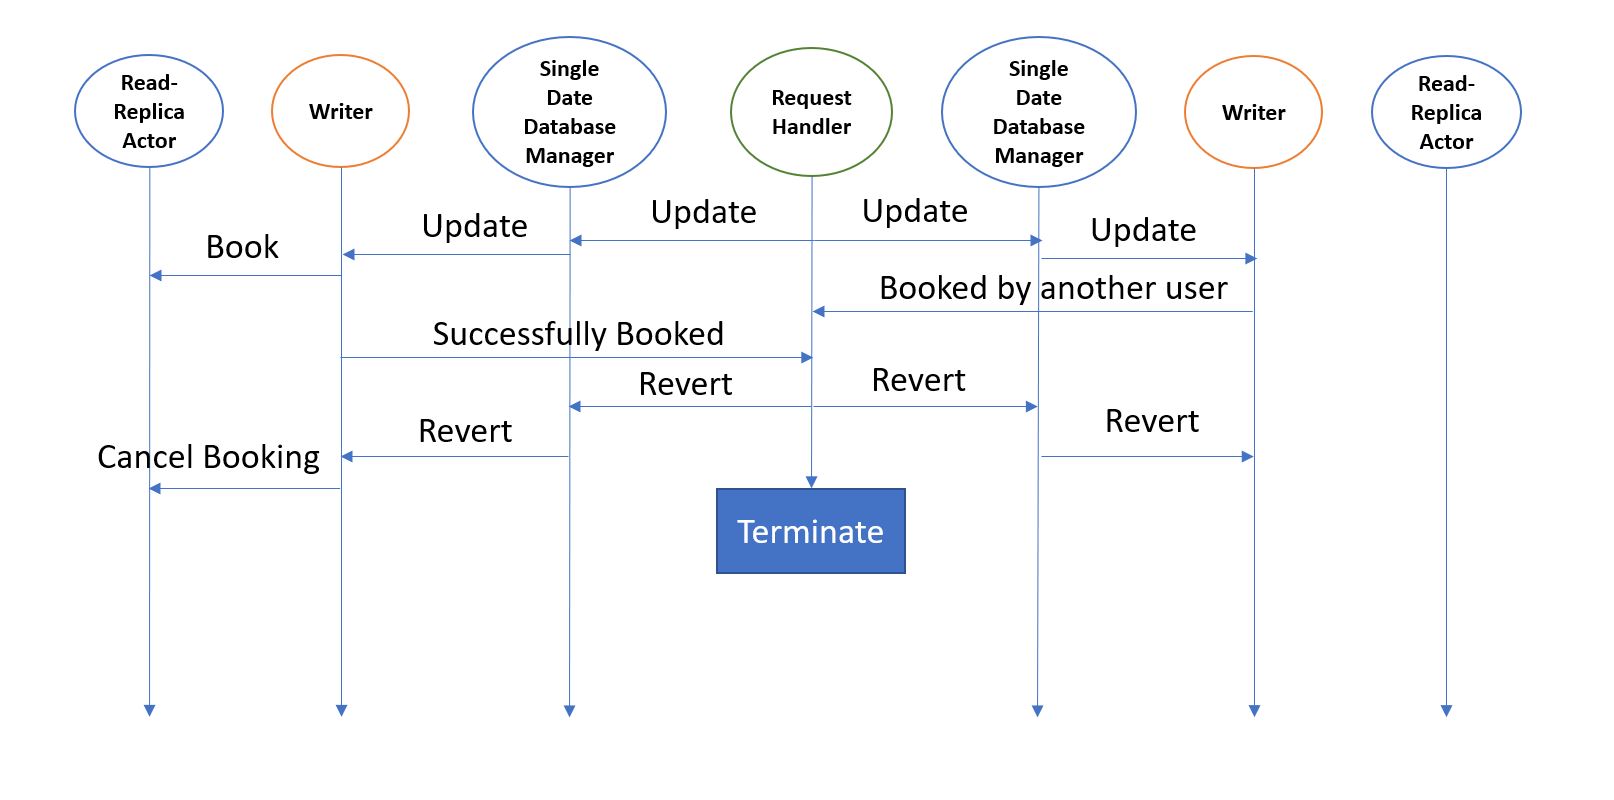 Read-
Replica
Actor
Writer
Single
Date
Database
Manager
Request
Handler
Single
Date
Database
Manager
Writer
Read-
Replica
Actor
Update
Update
Update
Update
Book
Booked by another user
Successfully Booked
Revert
Revert
Revert
Revert
Cancel Booking
Terminate